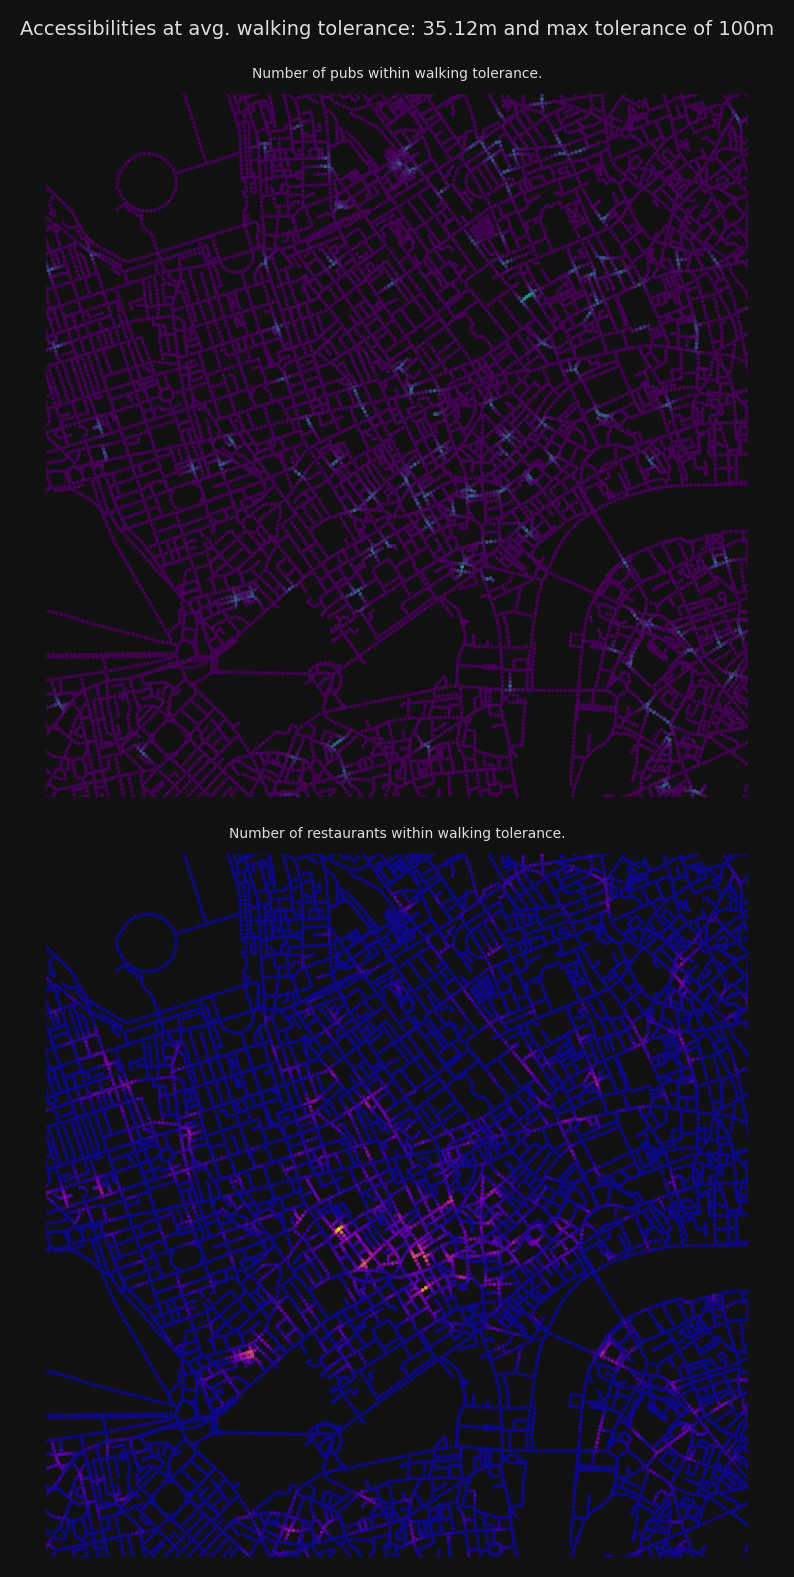 Accessibilities at avg. walking tolerance: 35.12m and max tolerance of 100m
Number of pubs within walking tolerance.
Number of restaurants within walking tolerance.